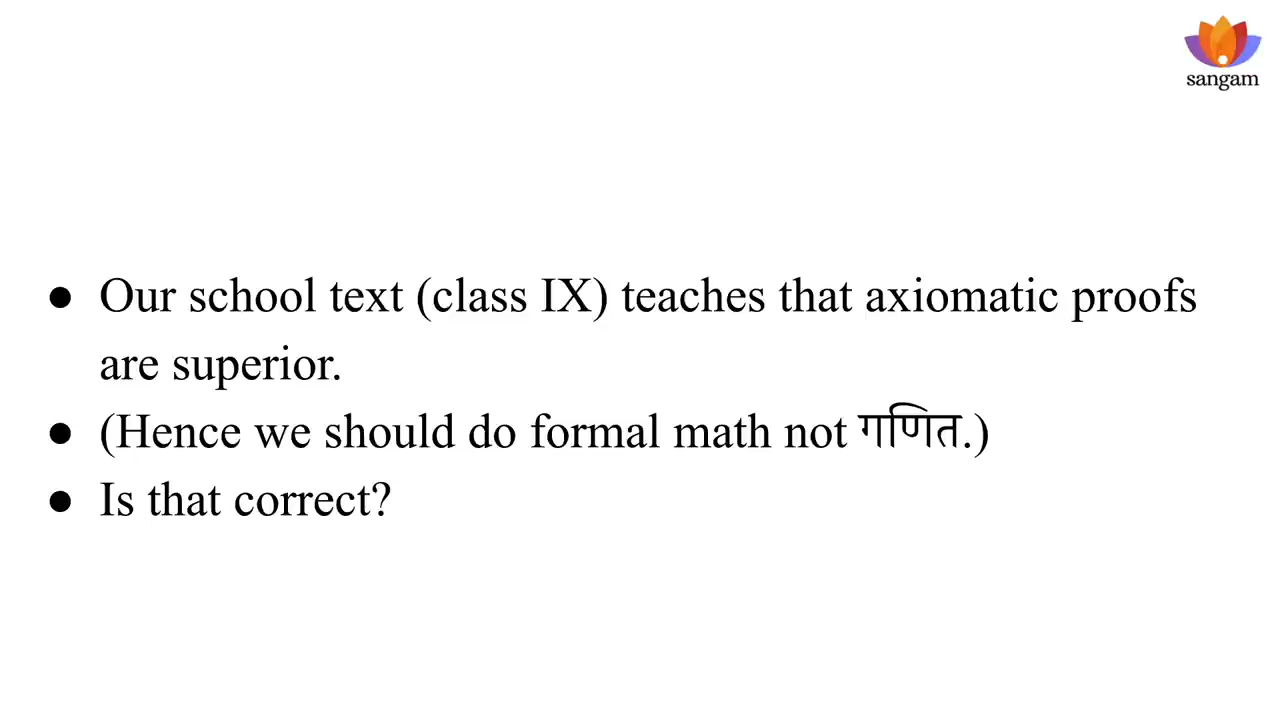 sangam
● Our school text (class IX) teaches that axiomatic proofs
are superior.
● (Hence we should do formal math not गणित.)
● Is that correct?